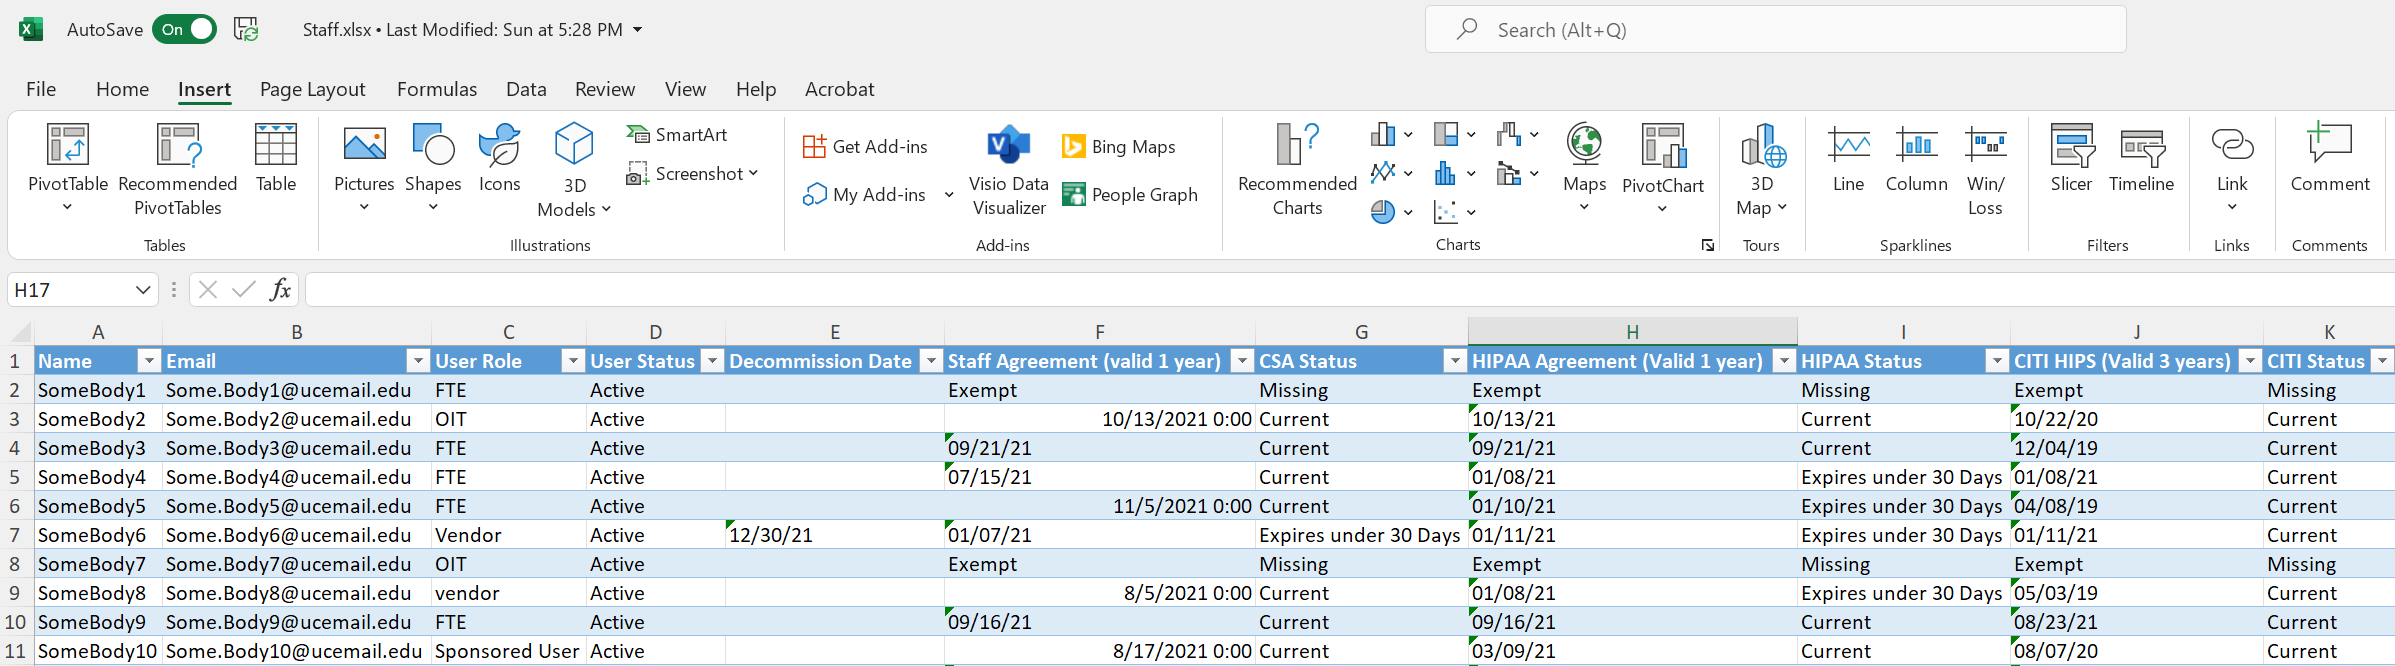 AutoSave On Staff.xlsx • Last Modified: Sun at 5:28 PM Search (Alt+Q)
File Home Insert Page Layout Formulas Data Review View Help Acrobat
PivotTable Recommended PivotTables Table
Tables
Pictures Shapes Icons 3D Models SmartArt Screenshot
Illustrations
Get Add-ins My Add-ins Visio Data Visualizer Bing Maps People Graph
Add-ins
Recommended Charts Maps PivotChart
Charts
3D Map
Tours
Line Column Win/Loss
Sparklines
Slicer Timeline
Filters
Link
Links
Comment
Comments
H17 fx
A B C D E F G H I J K
1 Name Email User Role User Status Decommission Date Staff Agreement (valid 1 year) CSA Status HIPAA Agreement (Valid 1 year) HIPAA Status CITI HIPS (Valid 3 years) CITI Status
2 SomeBody1 Some.Body1@ucemail.edu FTE Active Exempt Missing Exempt Missing Exempt Missing
3 SomeBody2 Some.Body2@ucemail.edu OIT Active 10/13/2021 0:00 Current 10/13/21 Current 10/22/20 Current
4 SomeBody3 Some.Body3@ucemail.edu FTE Active 09/21/21 Current 09/21/21 Current 12/04/19 Current
5 SomeBody4 Some.Body4@ucemail.edu FTE Active 07/15/21 Current 01/08/21 Expires under 30 Days 01/08/21 Current
6 SomeBody5 Some.Body5@ucemail.edu FTE Active 11/5/2021 0:00 Current 01/10/21 Expires under 30 Days 04/08/19 Current
7 SomeBody6 Some.Body6@ucemail.edu Vendor Active 12/30/21 01/07/21 Expires under 30 Days 01/11/21 Expires under 30 Days 01/11/21 Current
8 SomeBody7 Some.Body7@ucemail.edu OIT Active Exempt Missing Exempt Missing Exempt Missing
9 SomeBody8 Some.Body8@ucemail.edu vendor Active 8/5/2021 0:00 Current 01/08/21 Expires under 30 Days 05/03/19 Current
10 SomeBody9 Some.Body9@ucemail.edu FTE Active 09/16/21 Current 09/16/21 Current 08/23/21 Current
11 SomeBody10 Some.Body10@ucemail.edu Sponsored User Active 8/17/2021 0:00 Current 03/09/21 Current 08/07/20 Current